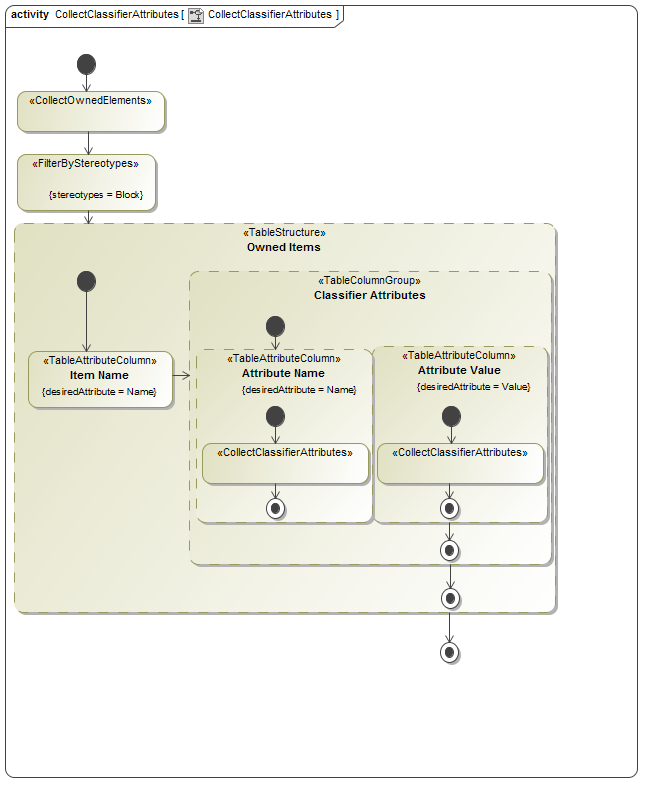 activity CollectClassifierAttributes [ CollectClassifierAttributes ]
«CollectOwnedElements»
«FilterByStereotypes»
{stereotypes = Block}
«TableStructure»
Owned Items
«TableColumnGroup»
Classifier Attributes
«TableAttributeColumn»
Item Name
{desiredAttribute = Name}
«TableAttributeColumn»
Attribute Name
{desiredAttribute = Name}
«CollectClassifierAttributes»
«TableAttributeColumn»
Attribute Value
{desiredAttribute = Value}
«CollectClassifierAttributes»